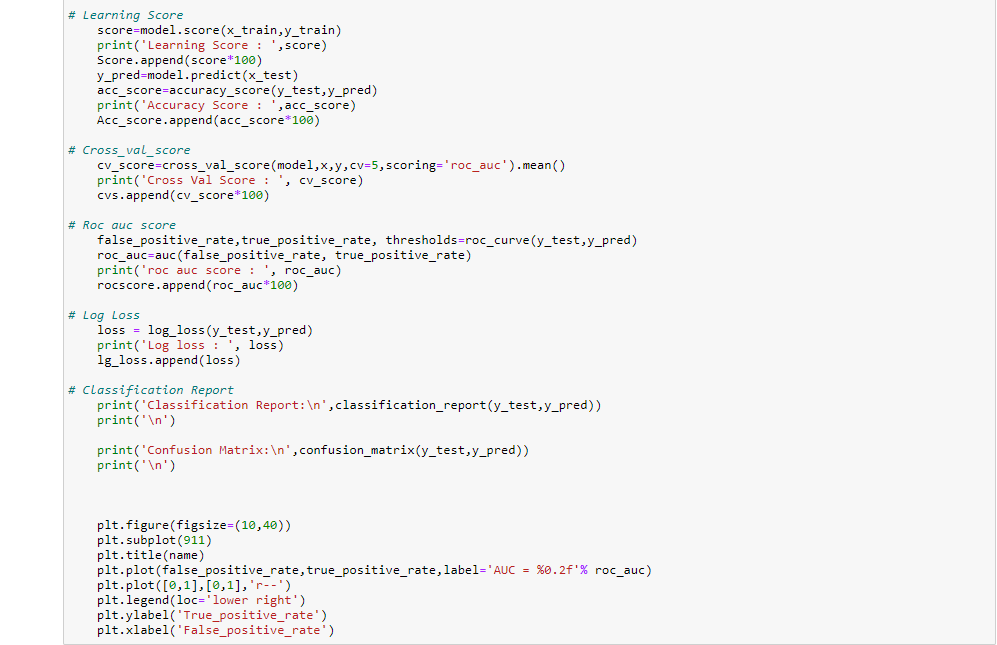 # Learning Score
    score=model.score(x_train,y_train)
    print('Learning Score : ',score)
    Score.append(score*100)
    y_pred=model.predict(x_test)
    acc_score=accuracy_score(y_test,y_pred)
    print('Accuracy Score : ',acc_score)
    Acc_score.append(acc_score*100)
# Cross_val_score
    cv_score=cross_val_score(model,x,y,cv=5,scoring='roc_auc').mean()
    print('Cross Val Score : ', cv_score)
    cvs.append(cv_score*100)
# Roc auc score
    false_positive_rate,true_positive_rate, thresholds=roc_curve(y_test,y_pred)
    roc_auc=auc(false_positive_rate, true_positive_rate)
    print('roc auc score : ', roc_auc)
    rocscore.append(roc_auc*100)
# Log Loss
    loss = log_loss(y_test,y_pred)
    print('Log loss : ', loss)
    lg_loss.append(loss)
# Classification Report
    print('Classification Report:\n',classification_report(y_test,y_pred))
    print('\n')
    print('Confusion Matrix:\n',confusion_matrix(y_test,y_pred))
    print('\n')
    plt.figure(figsize=(10,40))
    plt.subplot(911)
    plt.title(name)
    plt.plot(false_positive_rate,true_positive_rate,label='AUC = %0.2f'% roc_auc)
    plt.plot([0,1],[0,1],'r--')
    plt.legend(loc='lower right')
    plt.ylabel('True_positive_rate')
    plt.xlabel('False_positive_rate')